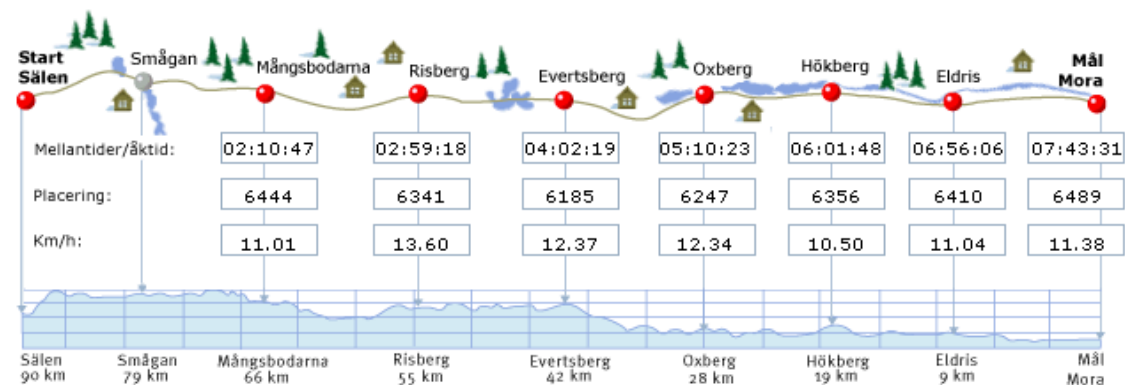 Start
Sälen
Smågan
Mångsbodarna
Risberg
Evertsberg
Oxberg
Hökberg
Eldris
Mål
Mora
Mellantider/åktid: 02:10:47 02:59:18 04:02:19 05:10:23 06:01:48 06:56:06 07:43:31
Placering: 6444 6341 6185 6247 6356 6410 6489
Km/h: 11.01 13.60 12.37 12.34 10.50 11.04 11.38
Sälen
90 km
Smågan
79 km
Mångsbodarna
66 km
Risberg
55 km
Evertsberg
42 km
Oxberg
28 km
Hökberg
19 km
Eldris
9 km
Mål
Mora